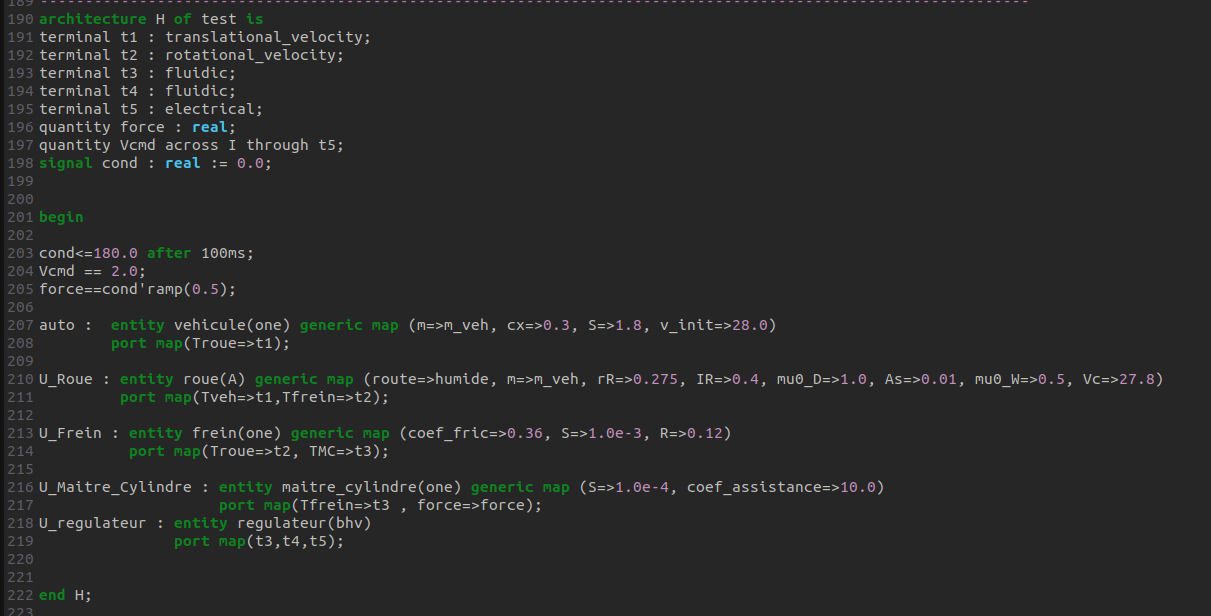 189 --------------------------------------------------------------------------------------------------------------
190 architecture H of test is
191 terminal t1 : translational_velocity;
192 terminal t2 : rotational_velocity;
193 terminal t3 : fluidic;
194 terminal t4 : fluidic;
195 terminal t5 : electrical;
196 quantity force : real;
197 quantity Vcmd across I through t5;
198 signal cond : real := 0.0;
199
200
201 begin
202
203 cond<=180.0 after 100ms;
204 Vcmd == 2.0;
205 force==cond'ramp(0.5);
206
207 auto :  entity vehicule(one) generic map (m=>m_veh, cx=>0.3, S=>1.8, v_init=>28.0)
208         port map(Troue=>t1);
209
210 U_Roue : entity roue(A) generic map (route=>humide, m=>m_veh, rR=>0.275, IR=>0.4, mu0_D=>1.0, As=>0.01, mu0_W=>0.5, Vc=>27.8)
211          port map(Tveh=>t1,Tfrein=>t2);
212
213 U_Frein : entity frein(one) generic map (coef_fric=>0.36, S=>1.0e-3, R=>0.12)
214           port map(Troue=>t2, TMC=>t3);
215
216 U_Maitre_Cylindre : entity maitre_cylindre(one) generic map (S=>1.0e-4, coef_assistance=>10.0)
217                     port map(Tfrein=>t3 , force=>force);
218 U_regulateur : entity regulateur(bhv)
219                port map(t3,t4,t5);
220
221
222 end H;
223